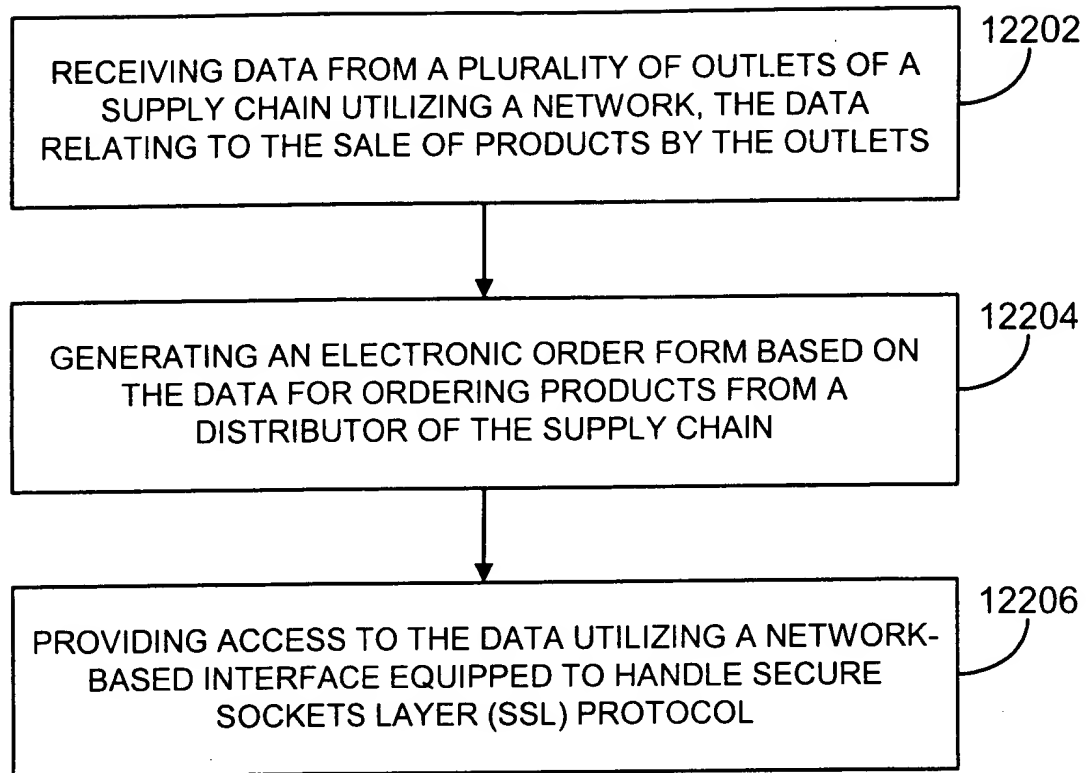 12202
RECEIVING DATA FROM A PLURALITY OF OUTLETS OF A
SUPPLY CHAIN UTILIZING A NETWORK, THE DATA
RELATING TO THE SALE OF PRODUCTS BY THE OUTLETS
12204
GENERATING AN ELECTRONIC ORDER FORM BASED ON
THE DATA FOR ORDERING PRODUCTS FROM A
DISTRIBUTOR OF THE SUPPLY CHAIN
12206
PROVIDING ACCESS TO THE DATA UTILIZING A NETWORK-
BASED INTERFACE EQUIPPED TO HANDLE SECURE
SOCKETS LAYER (SSL) PROTOCOL